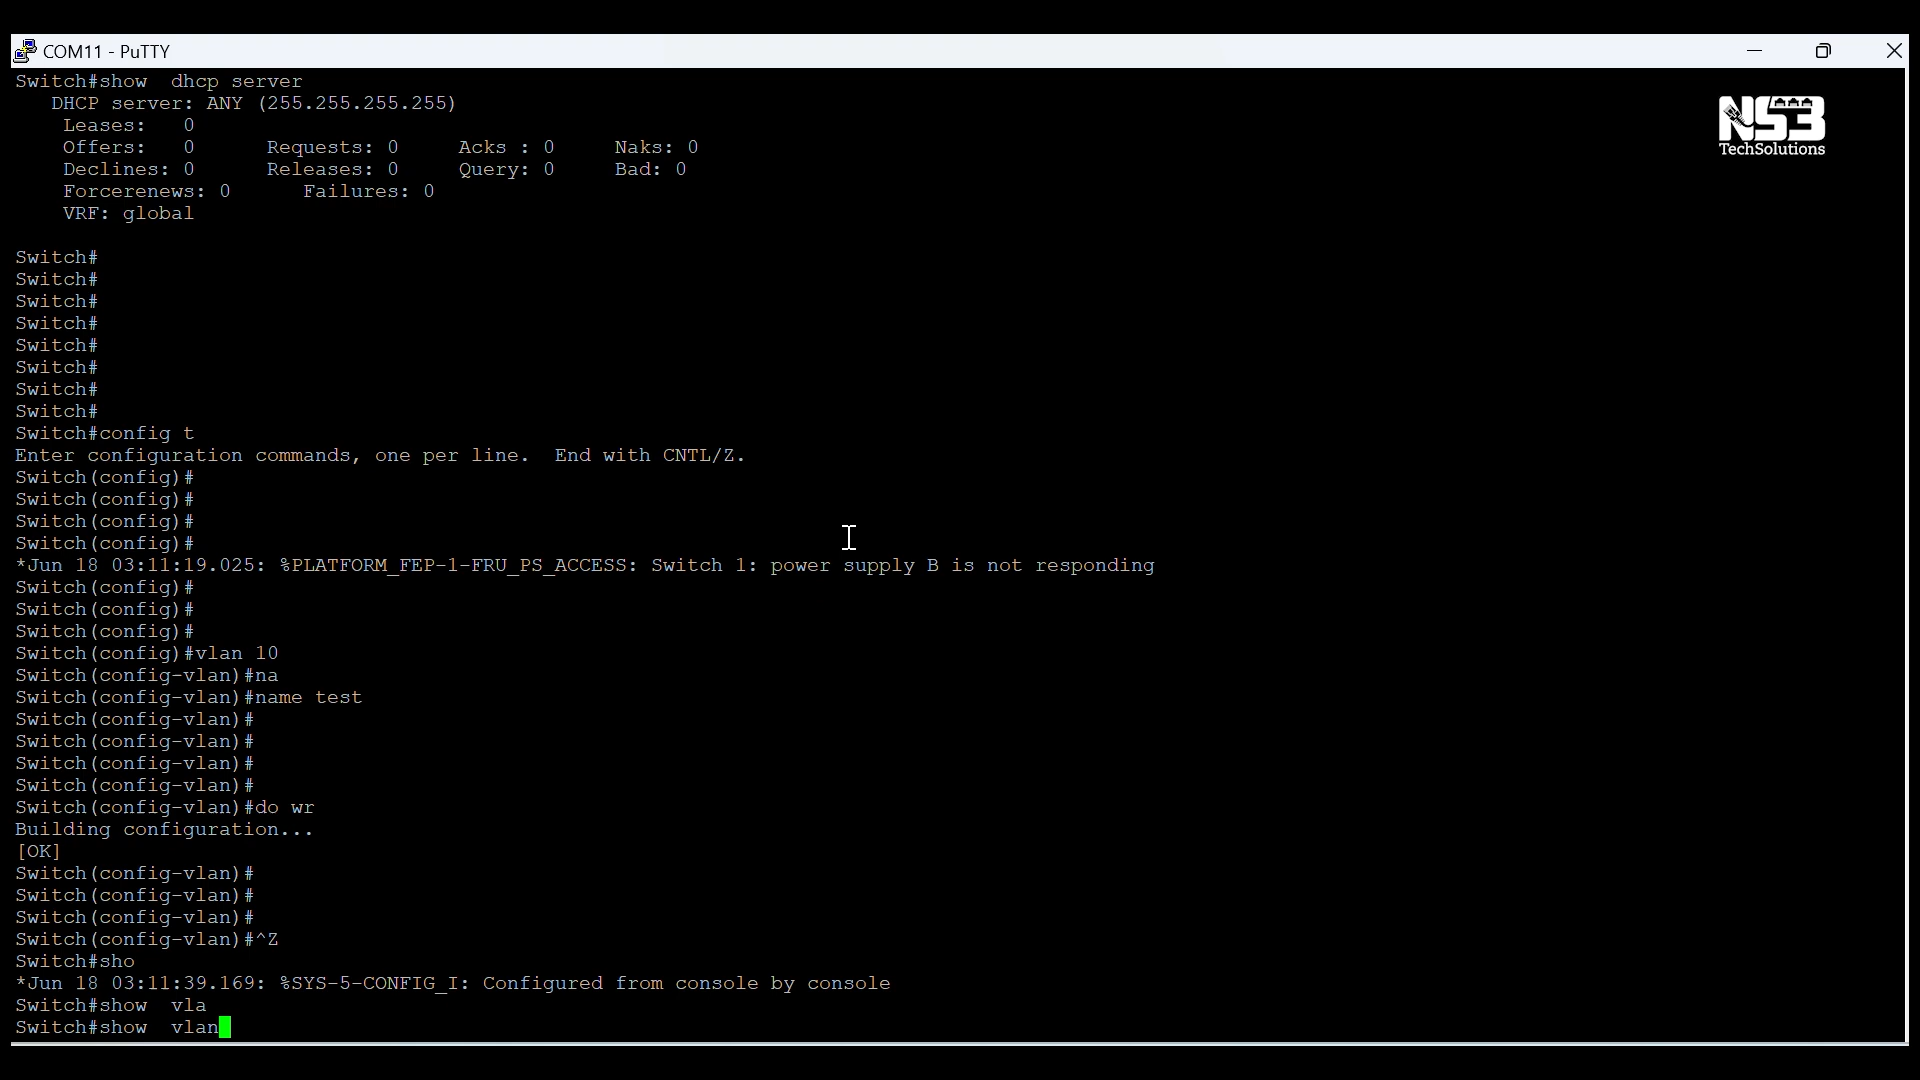 COM11 - PuTTY
Switch#show  dhcp server
   DHCP server: ANY (255.255.255.255)
    Leases:   0
    Offers:   0      Requests: 0     Acks : 0     Naks: 0
    Declines: 0      Releases: 0     Query: 0     Bad: 0
    Forcerenews: 0      Failures: 0
    VRF: global
NS3
TechSolutions
Switch#
Switch#
Switch#
Switch#
Switch#
Switch#
Switch#
Switch#
Switch#config t
Enter configuration commands, one per line.  End with CNTL/Z.
Switch(config)#
Switch(config)#
Switch(config)#
Switch(config)#
*Jun 18 03:11:19.025: %PLATFORM_FEP-1-FRU_PS_ACCESS: Switch 1: power supply B is not responding
Switch(config)#
Switch(config)#
Switch(config)#
Switch(config)#vlan 10
Switch(config-vlan)#na
Switch(config-vlan)#name test
Switch(config-vlan)#
Switch(config-vlan)#
Switch(config-vlan)#
Switch(config-vlan)#
Switch(config-vlan)#do wr
Building configuration...
[OK]
Switch(config-vlan)#
Switch(config-vlan)#
Switch(config-vlan)#
Switch(config-vlan)#^Z
Switch#sho
*Jun 18 03:11:39.169: %SYS-5-CONFIG_I: Configured from console by console
Switch#show  vla
Switch#show  vlan